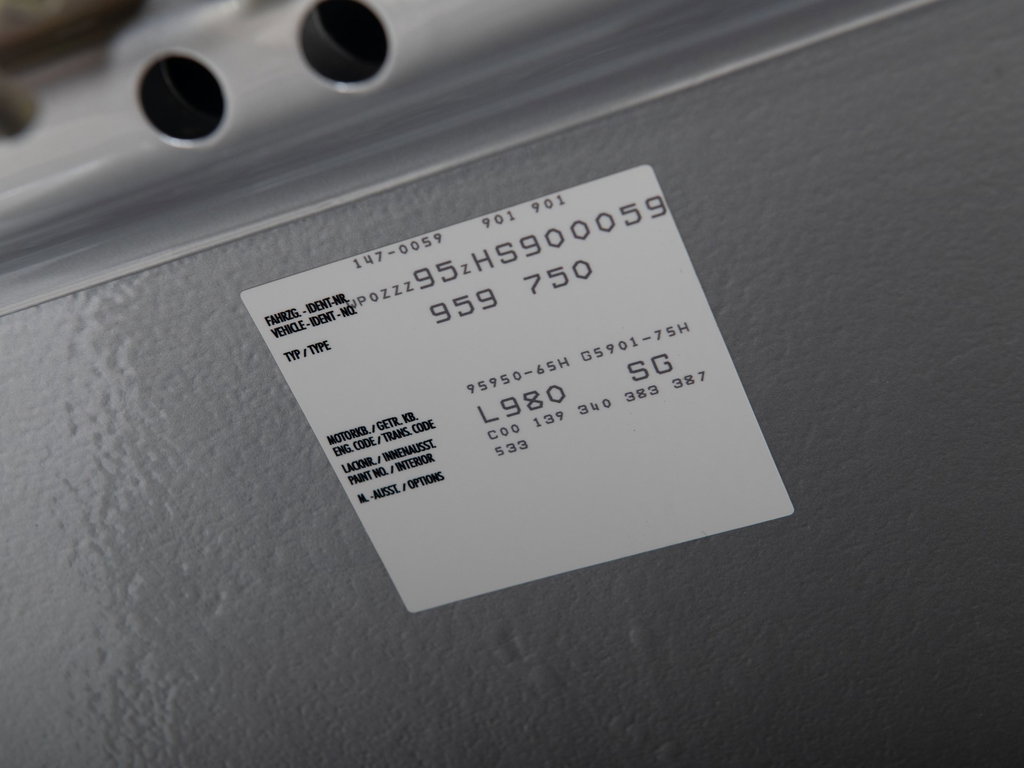 147-0059 901 901
FAHRZG. - IDENT-NR. WP0ZZZ95ZHS900059
VEHICLE - IDENT - NO.
TYP / TYPE 959 750
MOTORKB. / GETR. KB. 95950-65H G5901-75H
ENG. CODE / TRANS. CODE
LACKNR. / INNENAUSST. L980 SG
PAINT NO. / INTERIOR
M. - AUSST. / OPTIONS C00 139 340 383 387
533